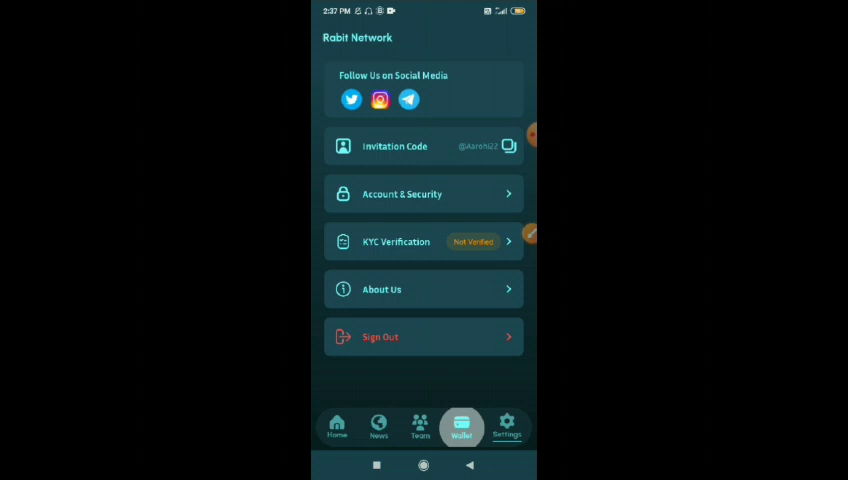 2:37 PM
Rabit Network
Follow Us on Social Media
Invitation Code @Aarohi22
Account & Security
KYC Verification Not Verified
About Us
Sign Out
Home News Team Wallet Settings